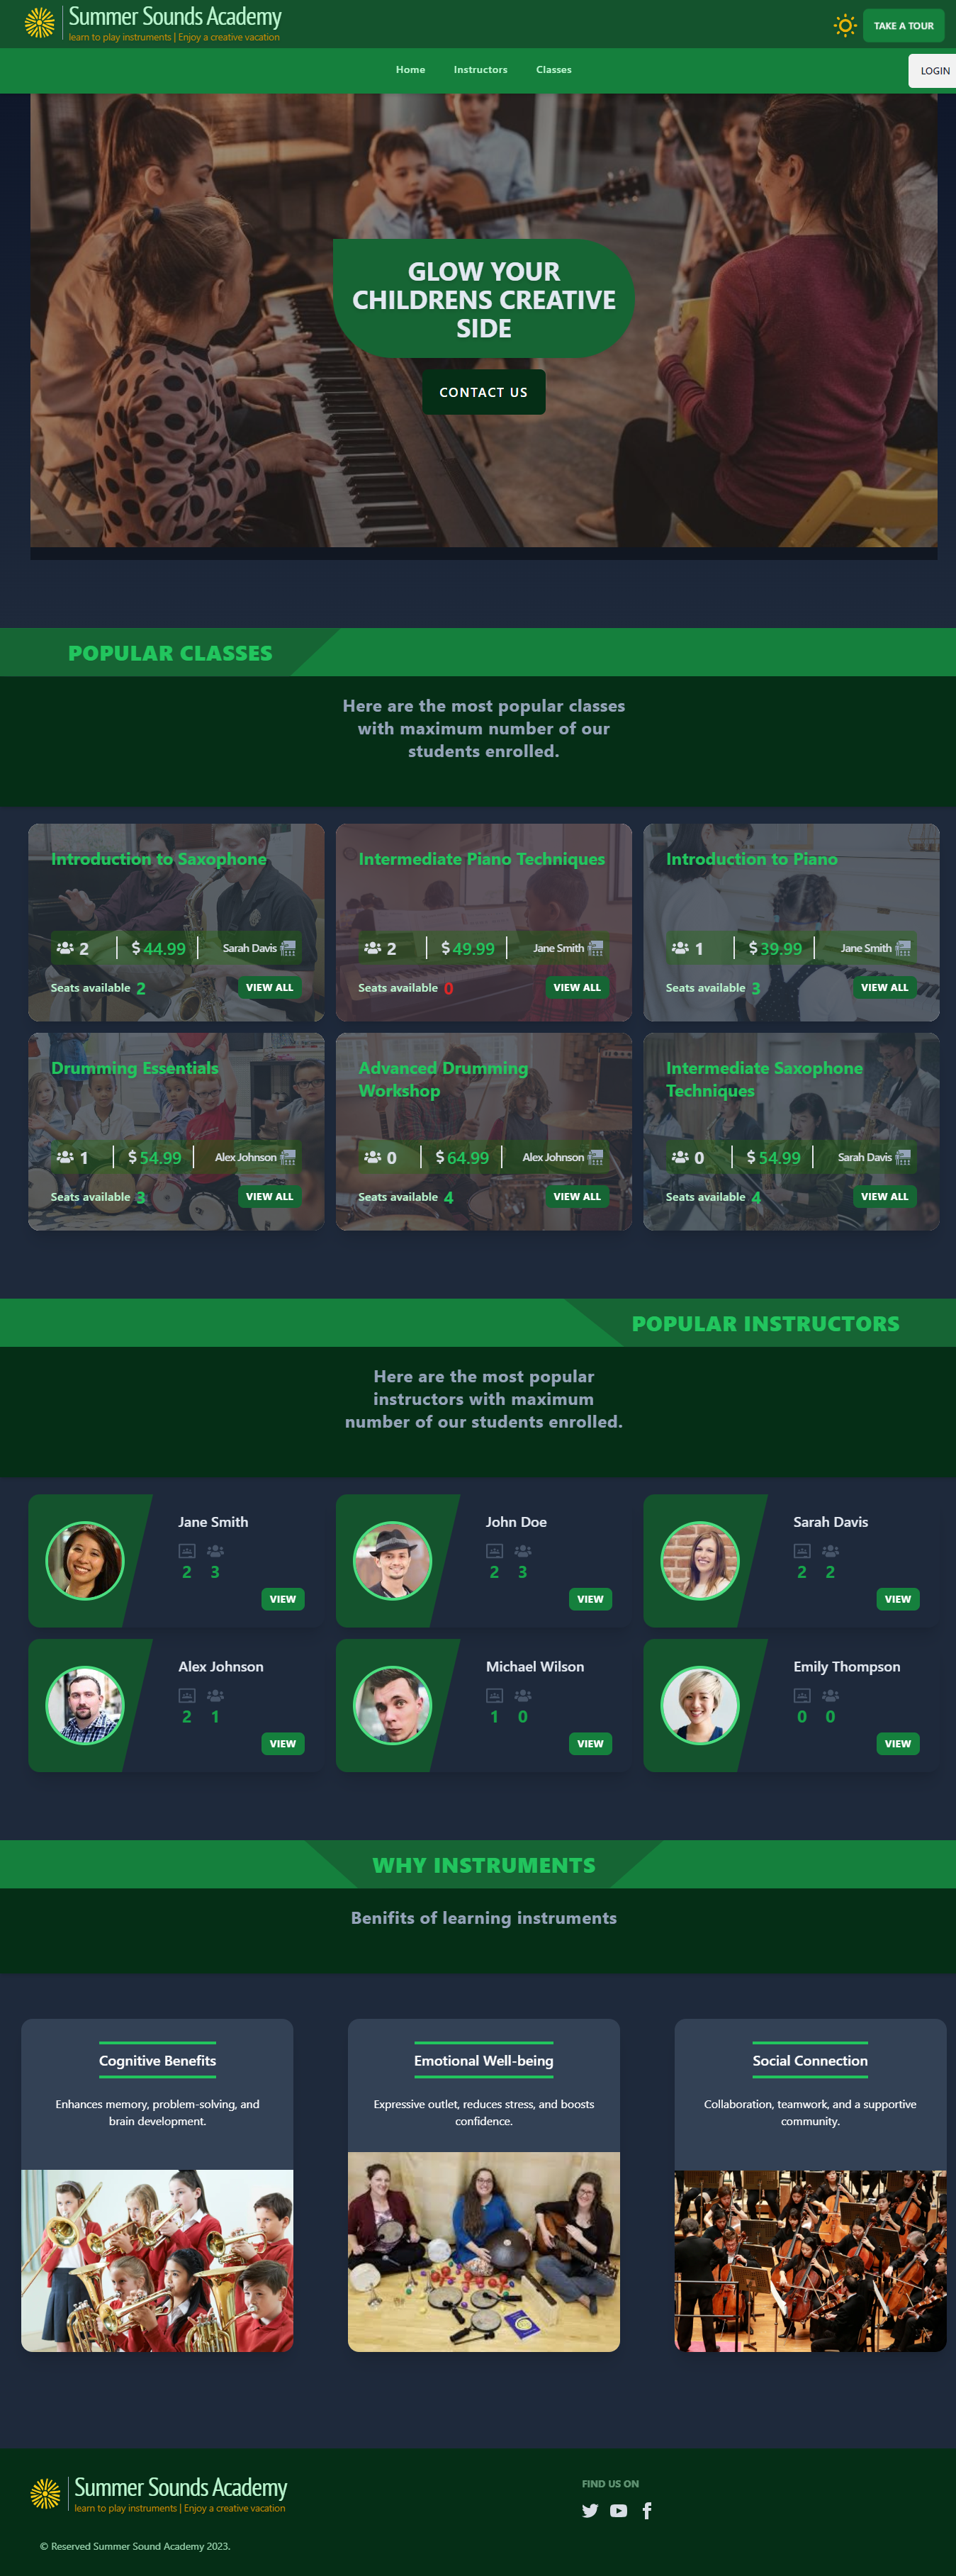 Summer Sounds Academy
learn to play instruments | Enjoy a creative vacation
TAKE A TOUR
Home
Instructors
Classes
LOGIN
GLOW YOUR
CHILDRENS CREATIVE
SIDE
CONTACT US
POPULAR CLASSES
Here are the most popular classes
with maximum number of our
students enrolled.
Introduction to Saxophone
2
$ 44.99
Sarah Davis
Seats available 2
VIEW ALL
Intermediate Piano Techniques
2
$ 49.99
Jane Smith
Seats available 0
VIEW ALL
Introduction to Piano
1
$ 39.99
Jane Smith
Seats available 3
VIEW ALL
Drumming Essentials
1
$ 54.99
Alex Johnson
Seats available 3
VIEW ALL
Advanced Drumming
Workshop
0
$ 64.99
Alex Johnson
Seats available 4
VIEW ALL
Intermediate Saxophone
Techniques
0
$ 54.99
Sarah Davis
Seats available 4
VIEW ALL
POPULAR INSTRUCTORS
Here are the most popular
instructors with maximum
number of our students enrolled.
Jane Smith
2 3
VIEW
John Doe
2 3
VIEW
Sarah Davis
2 2
VIEW
Alex Johnson
2 1
VIEW
Michael Wilson
1 0
VIEW
Emily Thompson
0 0
VIEW
WHY INSTRUMENTS
Benifits of learning instruments
Cognitive Benefits
Enhances memory, problem-solving, and
brain development.
Emotional Well-being
Expressive outlet, reduces stress, and boosts
confidence.
Social Connection
Collaboration, teamwork, and a supportive
community.
Summer Sounds Academy
learn to play instruments | Enjoy a creative vacation
© Reserved Summer Sound Academy 2023.
FIND US ON